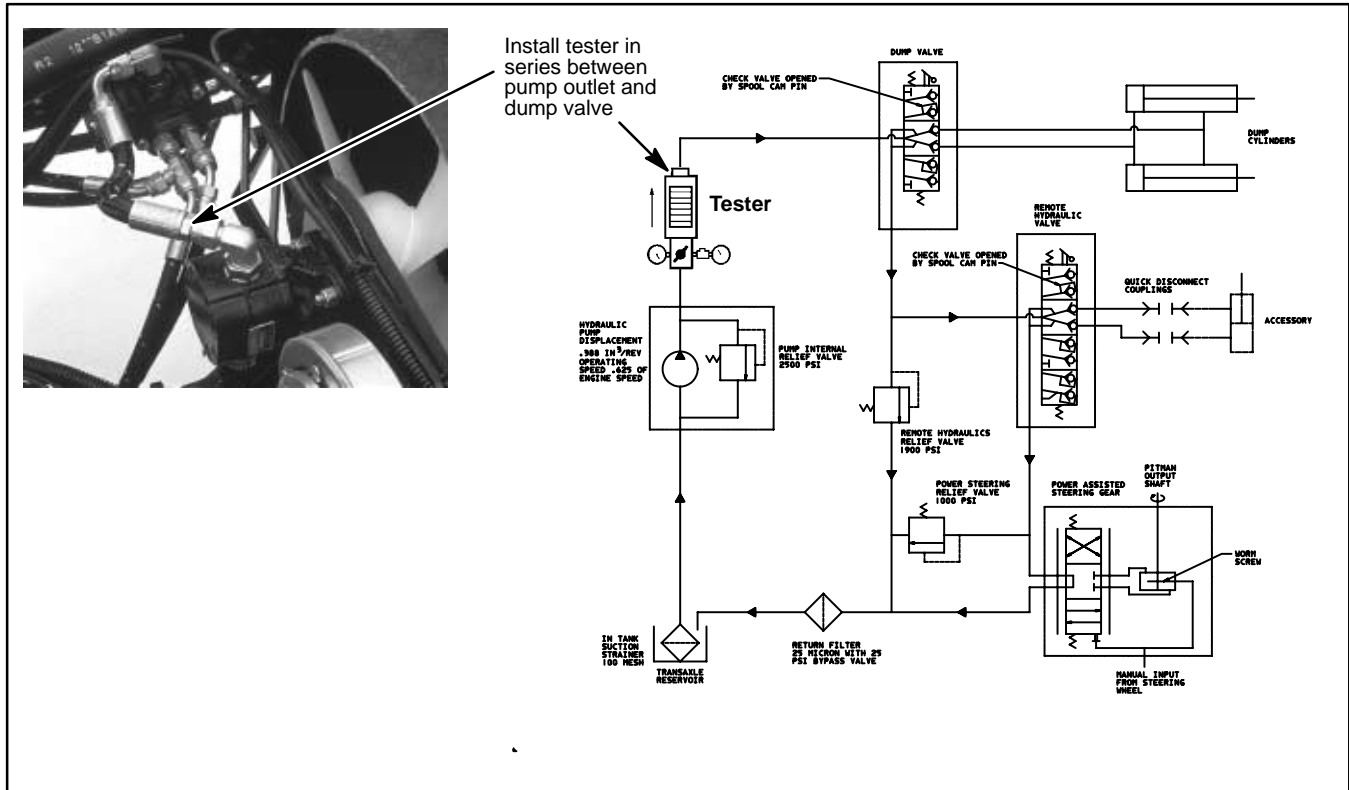 Install tester in
series between
pump outlet and
dump valve
DUMP VALVE
CHECK VALVE OPENED
BY SPOOL CAM PIN
DUMP
CYLINDERS
Tester
REMOTE
HYDRAULIC
VALVE
CHECK VALVE OPENED
BY SPOOL CAM PIN
QUICK DISCONNECT
COUPLINGS
ACCESSORY
HYDRAULIC
PUMP
DISPLACEMENT
.988 IN³/REV
OPERATING
SPEED .625 OF
ENGINE SPEED
PUMP INTERNAL
RELIEF VALVE
2500 PSI
REMOTE HYDRAULICS
RELIEF VALVE
1900 PSI
POWER STEERING
RELIEF VALVE
1000 PSI
POWER ASSISTED
STEERING GEAR
PITMAN
OUTPUT
SHAFT
WORM
SCREW
IN TANK
SUCTION
STRAINER
100 MESH
TRANSAXLE
RESERVOIR
RETURN FILTER
25 MICRON WITH 25
PSI BYPASS VALVE
MANUAL INPUT
FROM STEERING
WHEEL